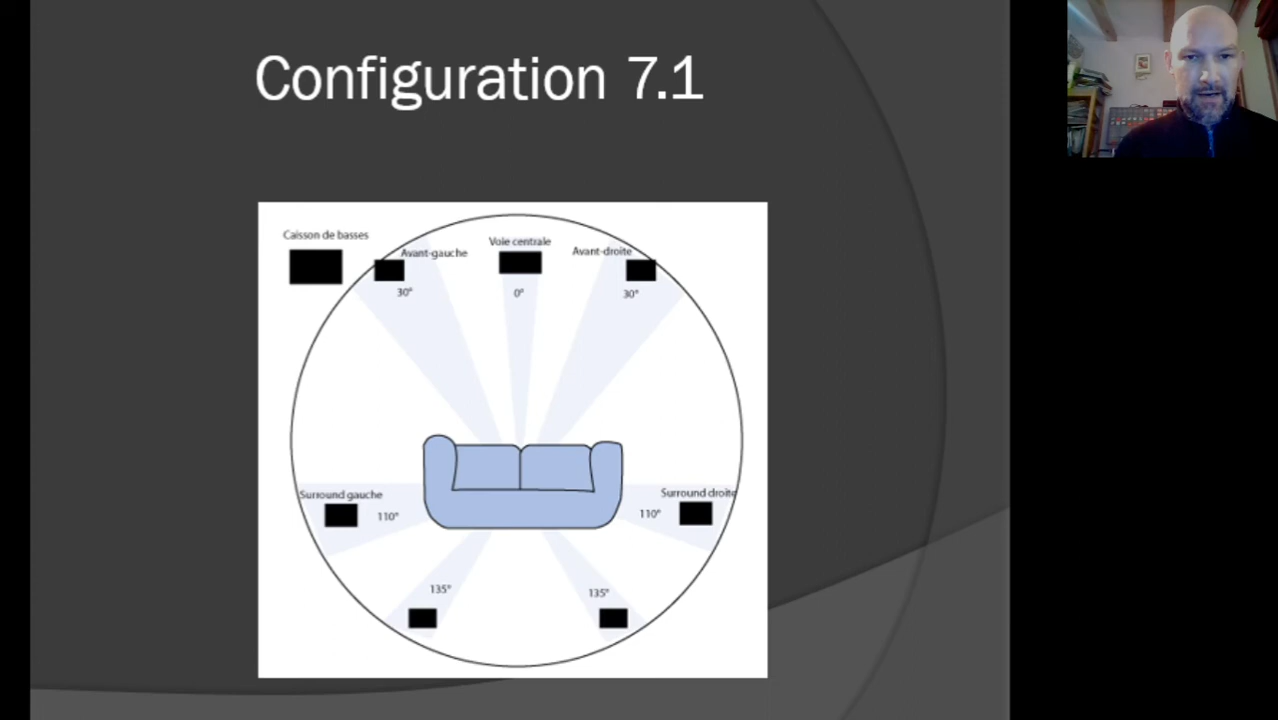 Configuration 7.1
Caisson de basses
Avant-gauche
Voie centrale
Avant-droite
30°
0°
30°
Surround gauche
Surround droite
110°
110°
135°
135°